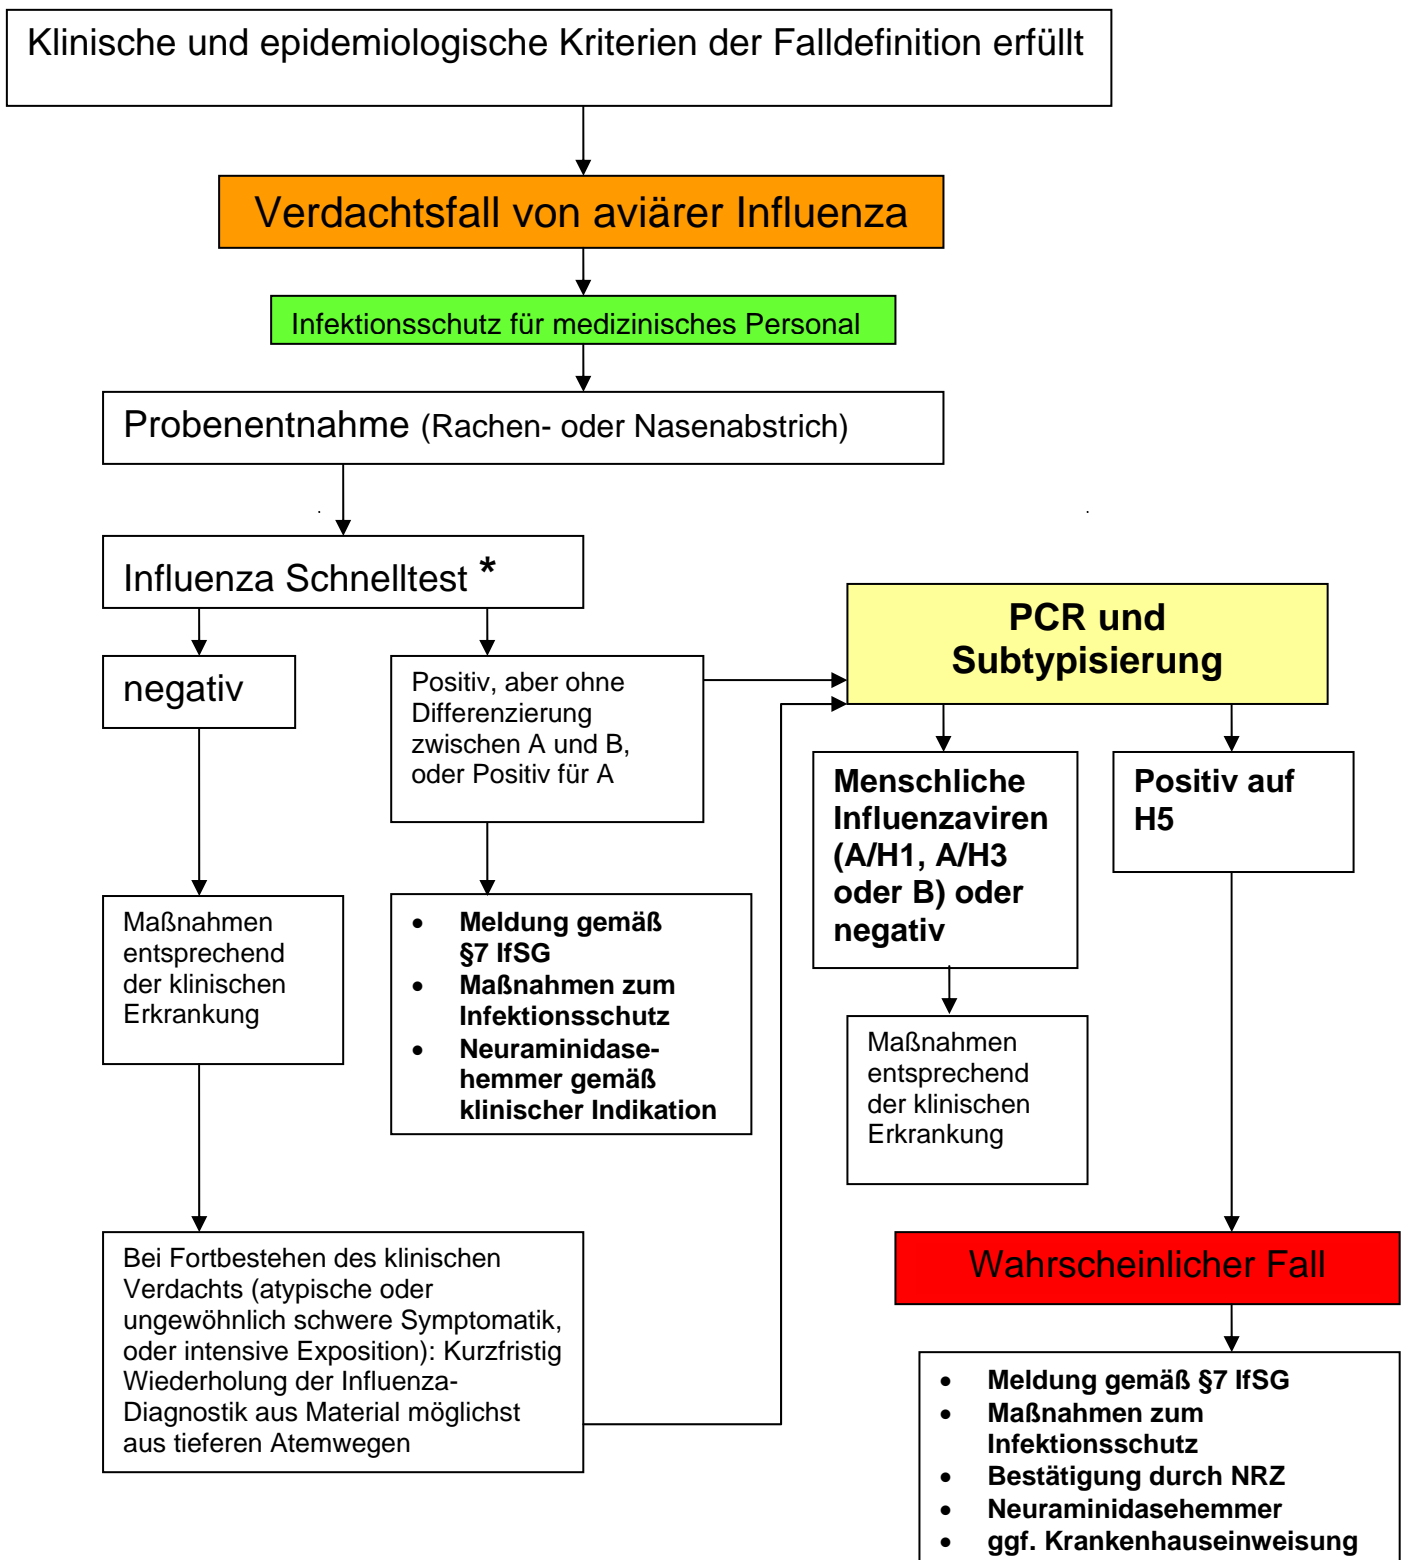 Klinische und epidemiologische Kriterien der Falldefinition erfüllt
Verdachtsfall von aviärer Influenza
Infektionsschutz für medizinisches Personal
Probenentnahme (Rachen- oder Nasenabstrich)
Influenza Schnelltest *
negativ
Positiv, aber ohne
Differenzierung
zwischen A und B,
oder Positiv für A
PCR und
Subtypisierung
Menschliche
Influenzaviren
(A/H1, A/H3
oder B) oder
negativ
Positiv auf
H5
Maßnahmen
entsprechend
der klinischen
Erkrankung
• Meldung gemäß
§7 IfSG
• Maßnahmen zum
Infektionsschutz
• Neuraminidase-
hemmer gemäß
klinischer Indikation
Maßnahmen
entsprechend
der klinischen
Erkrankung
Bei Fortbestehen des klinischen
Verdachts (atypische oder
ungewöhnlich schwere Symptomatik,
oder intensive Exposition): Kurzfristig
Wiederholung der Influenza-
Diagnostik aus Material möglichst
aus tieferen Atemwegen
Wahrscheinlicher Fall
• Meldung gemäß §7 IfSG
• Maßnahmen zum
Infektionsschutz
• Bestätigung durch NRZ
• Neuraminidasehemmer
• ggf. Krankenhauseinweisung